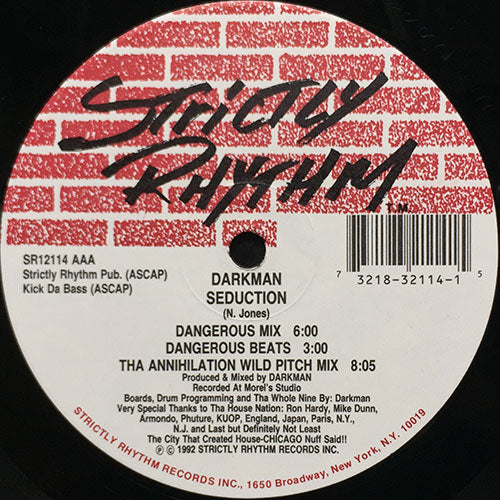 STRICTLY
RHYTHM TM
SR12114 AAA
Strictly Rhythm Pub. (ASCAP)
Kick Da Bass (ASCAP)
7 73218-32114-1 5
DARKMAN
SEDUCTION
(N. Jones)
DANGEROUS MIX 6:00
DANGEROUS BEATS 3:00
THA ANNIHILATION WILD PITCH MIX 8:05
Produced & Mixed by DARKMAN
Recorded At Morel's Studio
Boards, Drum Programming and Tha Whole Nine By: Darkman
Very Special Thanks to Tha House Nation: Ron Hardy, Mike Dunn,
Armondo, Phuture, KUOP, England, Japan, Paris, N.Y.,
N.J. and Last but Definitely Not Least
The City That Created House-CHICAGO Nuff Said!!
℗ © 1992 STRICTLY RHYTHM RECORDS INC.
STRICTLY RHYTHM RECORDS INC., 1650 Broadway, New York, N.Y. 10019